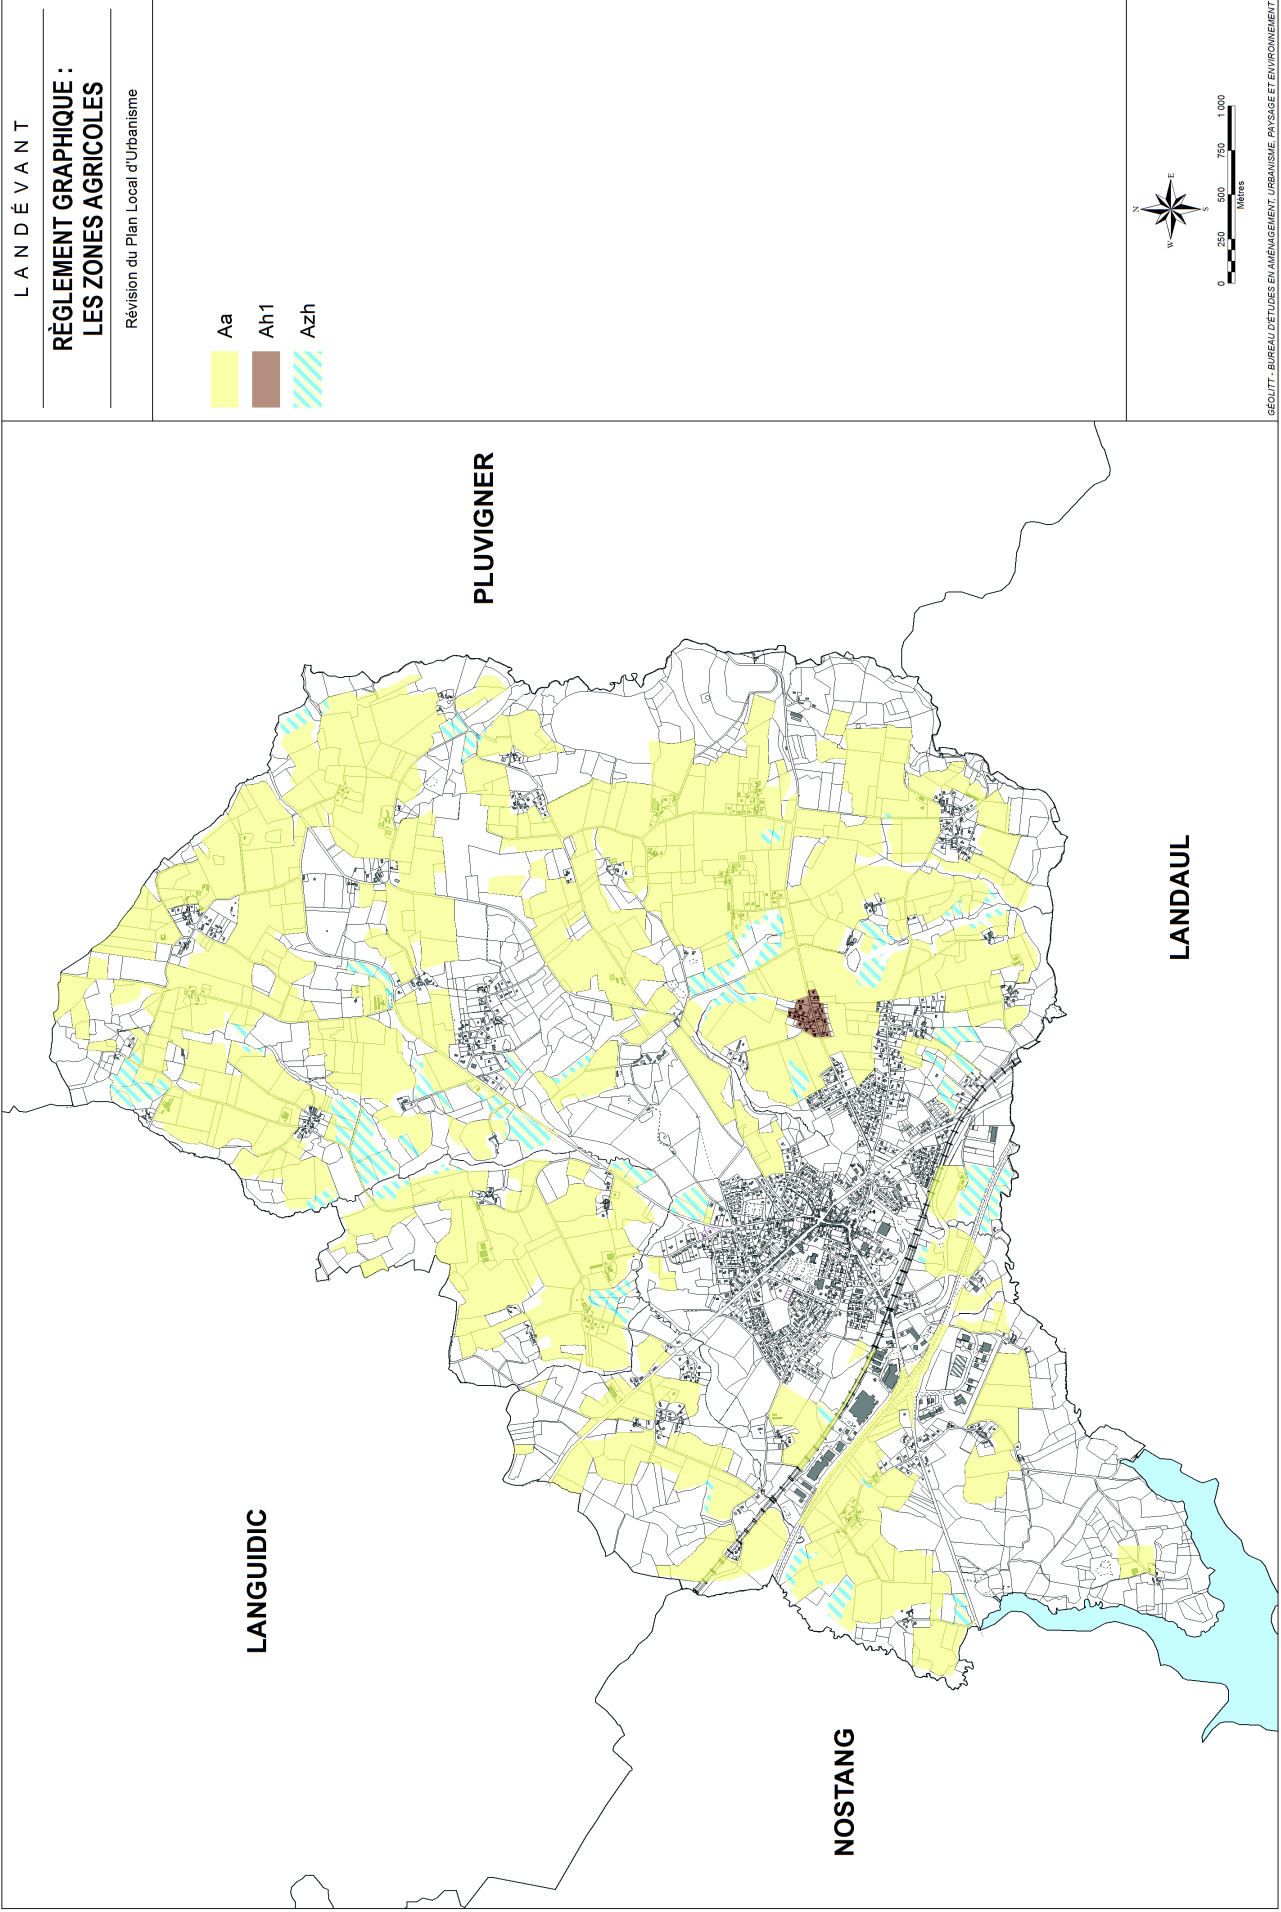 LANDÉVANT
RÈGLEMENT GRAPHIQUE :
LES ZONES AGRICOLES
Révision du Plan Local d'Urbanisme
Aa
Ah1
Azh
PLUVIGNER
LANGUIDIC
LANDAUL
NOSTANG
N
W
E
S
0 250 500 750 1 000
Mètres
GÉOLITT - BUREAU D'ÉTUDES EN AMÉNAGEMENT, URBANISME, PAYSAGE ET ENVIRONNEMENT